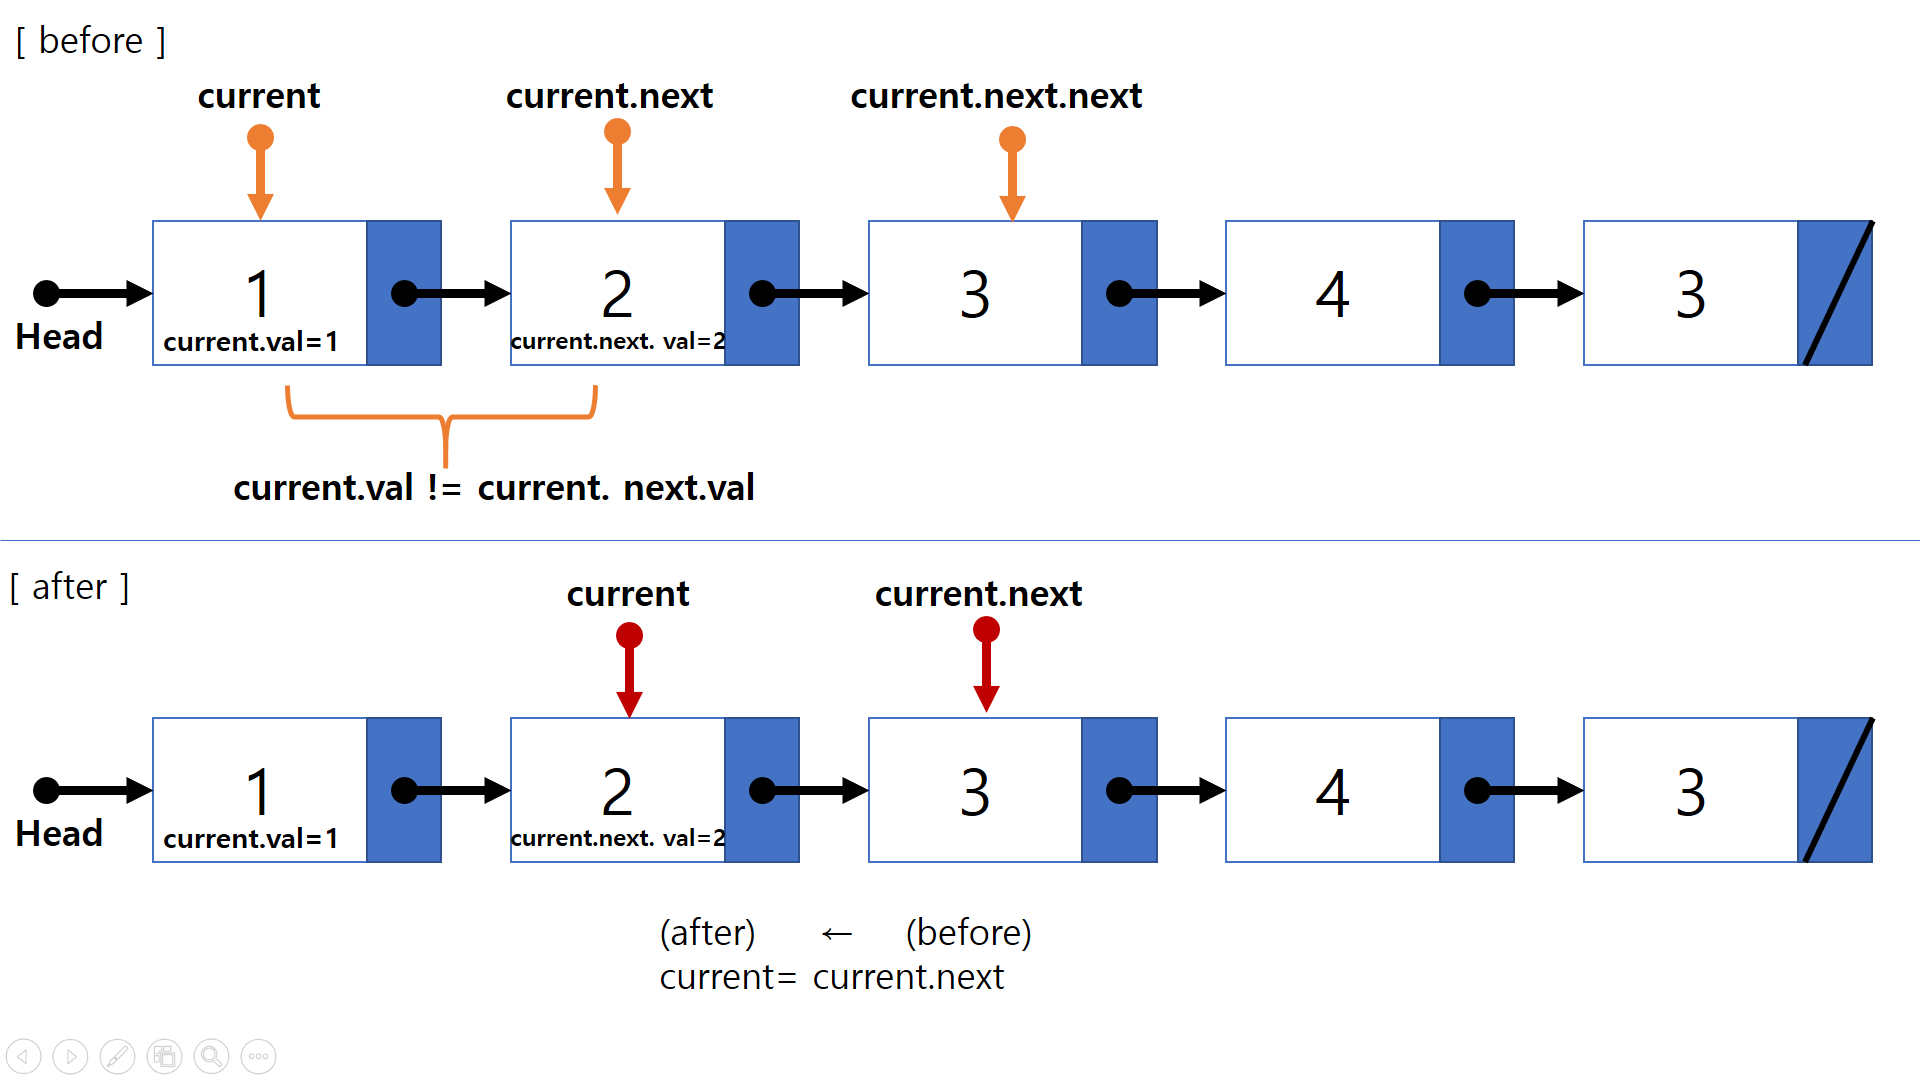 [ before ]
current current.next current.next.next
1 2 3 4 3
Head current.val=1 current.next. val=2
current.val != current. next.val
[ after ]
current current.next
1 2 3 4 3
Head current.val=1 current.next. val=2
(after) ← (before)
current= current.next